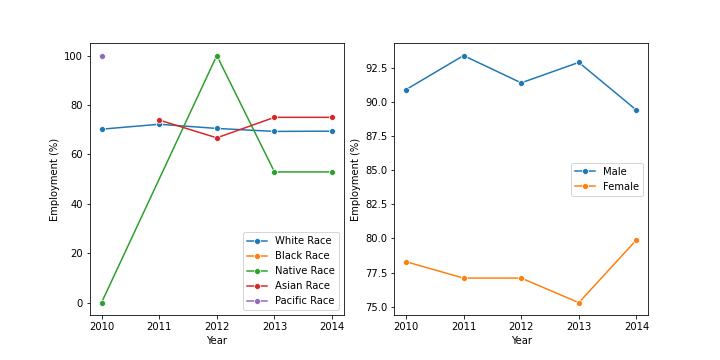 100
80
60
40
20
0
Employment (%)
2010 2011 2012 2013 2014
Year
White Race
Black Race
Native Race
Asian Race
Pacific Race
92.5
90.0
87.5
85.0
82.5
80.0
77.5
75.0
Employment (%)
2010 2011 2012 2013 2014
Year
Male
Female